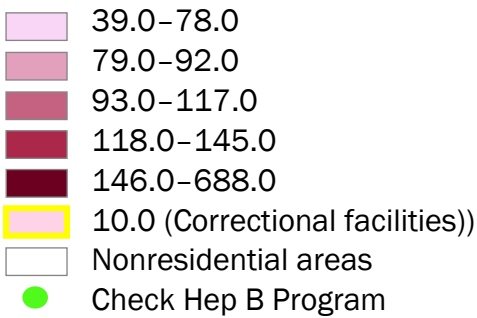 39.0–78.0
79.0–92.0
93.0–117.0
118.0–145.0
146.0–688.0
10.0 (Correctional facilities))
Nonresidential areas
Check Hep B Program